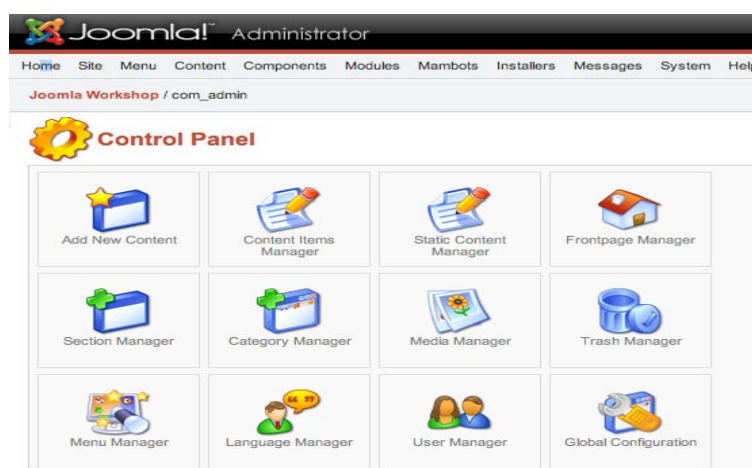 Joomla!™ Administrator
Home Site Menu Content Components Modules Mambots Installers Messages System Help
Joomla Workshop / com_admin
Control Panel
Add New Content
Content Items
Manager
Static Content
Manager
Frontpage Manager
Section Manager
Category Manager
Media Manager
Trash Manager
Menu Manager
Language Manager
User Manager
Global Configuration